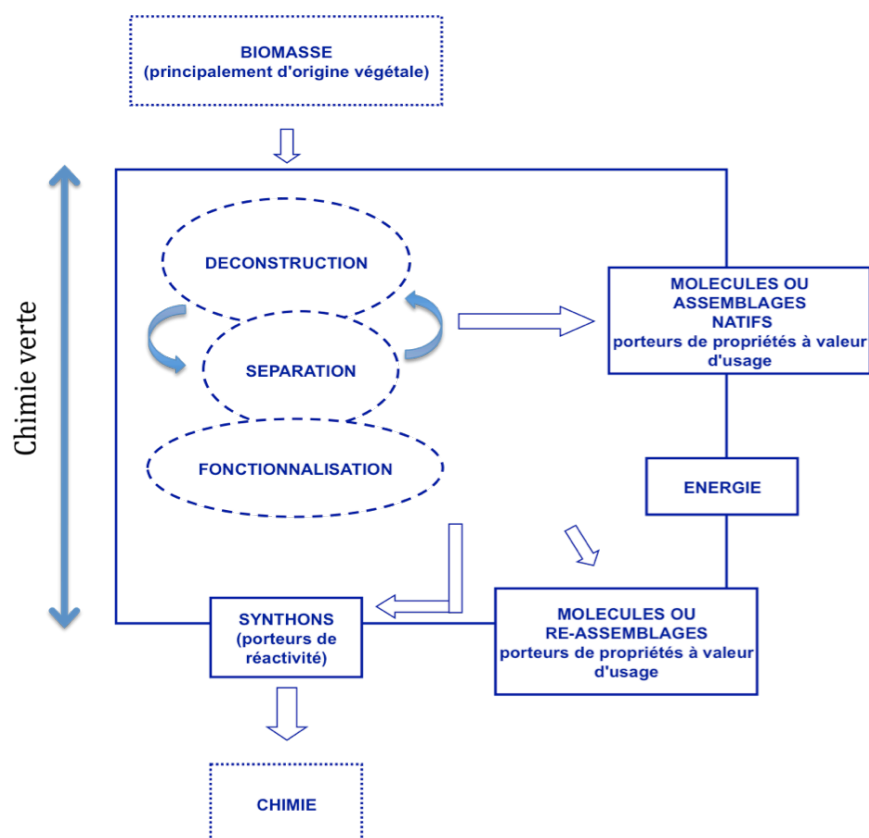 BIOMASSE
(principalement d'origine végétale)
Chimie verte
DECONSTRUCTION
SEPARATION
FONCTIONNALISATION
MOLECULES OU
ASSEMBLAGES
NATIFS
porteurs de propriétés à valeur
d'usage
ENERGIE
SYNTHONS
(porteurs de
réactivité)
MOLECULES OU
RE-ASSEMBLAGES
porteurs de propriétés à valeur
d'usage
CHIMIE